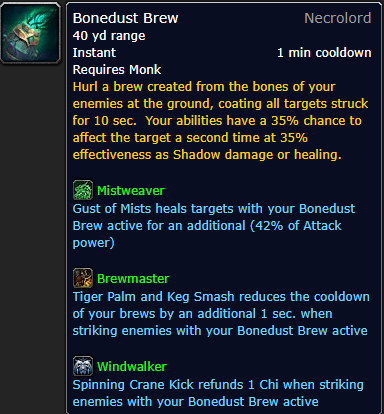 Bonedust Brew Necrolord
40 yd range
Instant 1 min cooldown
Requires Monk
Hurl a brew created from the bones of your
enemies at the ground, coating all targets struck
for 10 sec. Your abilities have a 35% chance to
affect the target a second time at 35%
effectiveness as Shadow damage or healing.
Mistweaver
Gust of Mists heals targets with your Bonedust
Brew active for an additional (42% of Attack
power)
Brewmaster
Tiger Palm and Keg Smash reduces the cooldown
of your brews by an additional 1 sec. when
striking enemies with your Bonedust Brew active
Windwalker
Spinning Crane Kick refunds 1 Chi when striking
enemies with your Bonedust Brew active